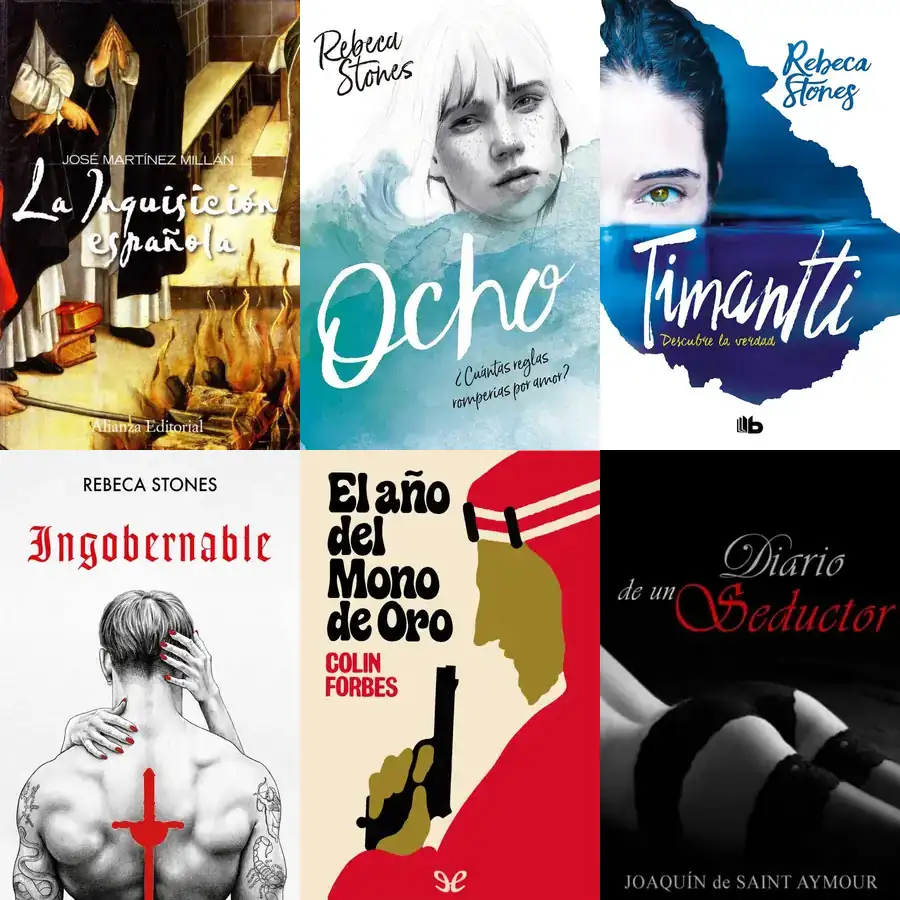 JOSÉ MARTÍNEZ MILLÁN
La Inquisición
española
Alianza Editorial
Rebeca
Stones
Ocho
¿Cuántas reglas
romperías por amor?
Rebeca
Stones
Timantti
Descubre la verdad
b
REBECA STONES
Ingobernable
El año
del
Mono
de Oro
COLIN
FORBES
Diario
de un Seductor
JOAQUÍN de SAINT AYMOUR